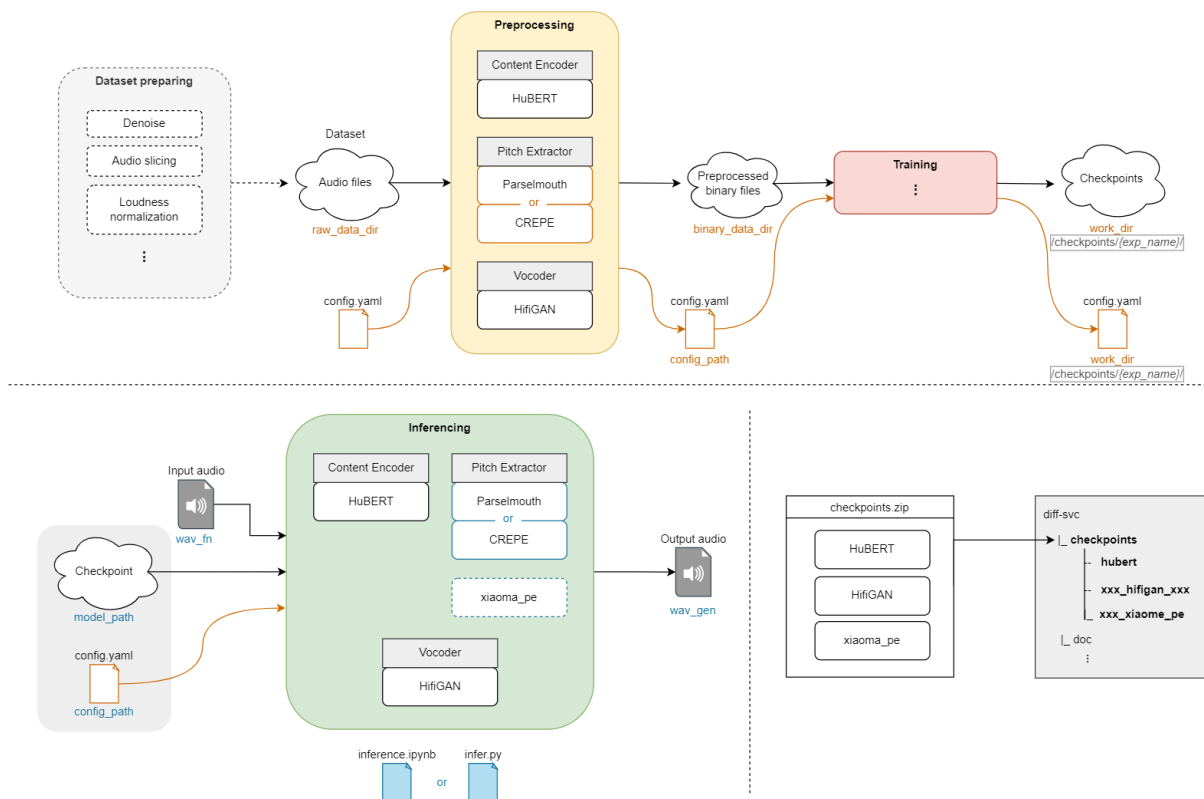 Dataset preparing
Denoise
Audio slicing
Loudness
normalization
⋮
Dataset
Audio files
raw_data_dir
config.yaml
Preprocessing
Content Encoder
HuBERT
Pitch Extractor
Parselmouth
or
CREPE
Vocoder
HifiGAN
Preprocessed
binary files
binary_data_dir
config.yaml
config_path
Training
⋮
Checkpoints
work_dir
/checkpoints/{exp_name}/
config.yaml
work_dir
/checkpoints/{exp_name}/
Input audio
wav_fn
Checkpoint
model_path
config.yaml
config_path
Inferencing
Content Encoder
HuBERT
Pitch Extractor
Parselmouth
or
CREPE
xiaoma_pe
Vocoder
HifiGAN
Output audio
wav_gen
inference.ipynb
or
infer.py
checkpoints.zip
HuBERT
HifiGAN
xiaoma_pe
diff-svc
|_ checkpoints
hubert
xxx_hifigan_xxx
|_ xxx_xiaome_pe
|_ doc
⋮